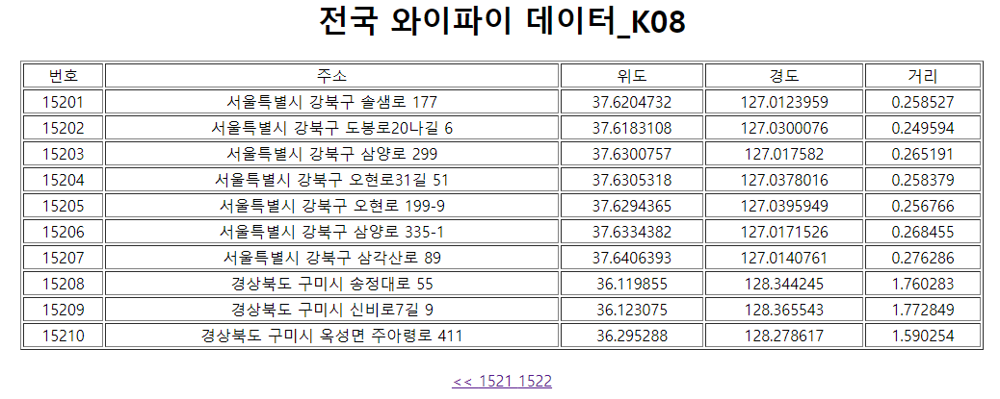 전국 와이파이 데이터_K08
번호 주소 위도 경도 거리
15201 서울특별시 강북구 솔샘로 177 37.6204732 127.0123959 0.258527
15202 서울특별시 강북구 도봉로20나길 6 37.6183108 127.0300076 0.249594
15203 서울특별시 강북구 삼양로 299 37.6300757 127.017582 0.265191
15204 서울특별시 강북구 오현로31길 51 37.6305318 127.0378016 0.258379
15205 서울특별시 강북구 오현로 199-9 37.6294365 127.0395949 0.256766
15206 서울특별시 강북구 삼양로 335-1 37.6334382 127.0171526 0.268455
15207 서울특별시 강북구 삼각산로 89 37.6406393 127.0140761 0.276286
15208 경상북도 구미시 송정대로 55 36.119855 128.344245 1.760283
15209 경상북도 구미시 신비로7길 9 36.123075 128.365543 1.772849
15210 경상북도 구미시 옥성면 주아령로 411 36.295288 128.278617 1.590254
<< 1521 1522